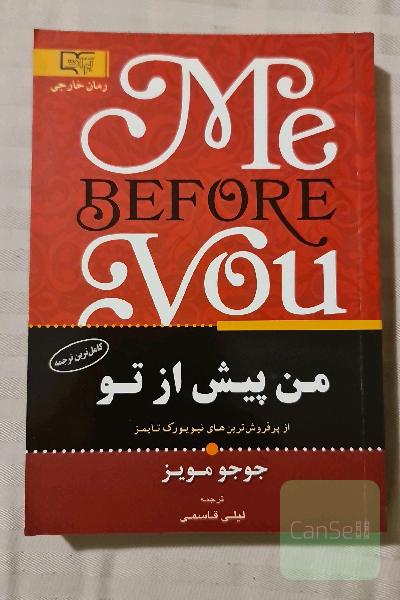 رمان خارجی
Me
BEFORE
You
کامل‌ترین ترجمه
من پیش از تو
از پرفروش‌ترین‌های نیویورک تایمز
جوجو مویز
ترجمه
لیلی قاسمی
CanSell